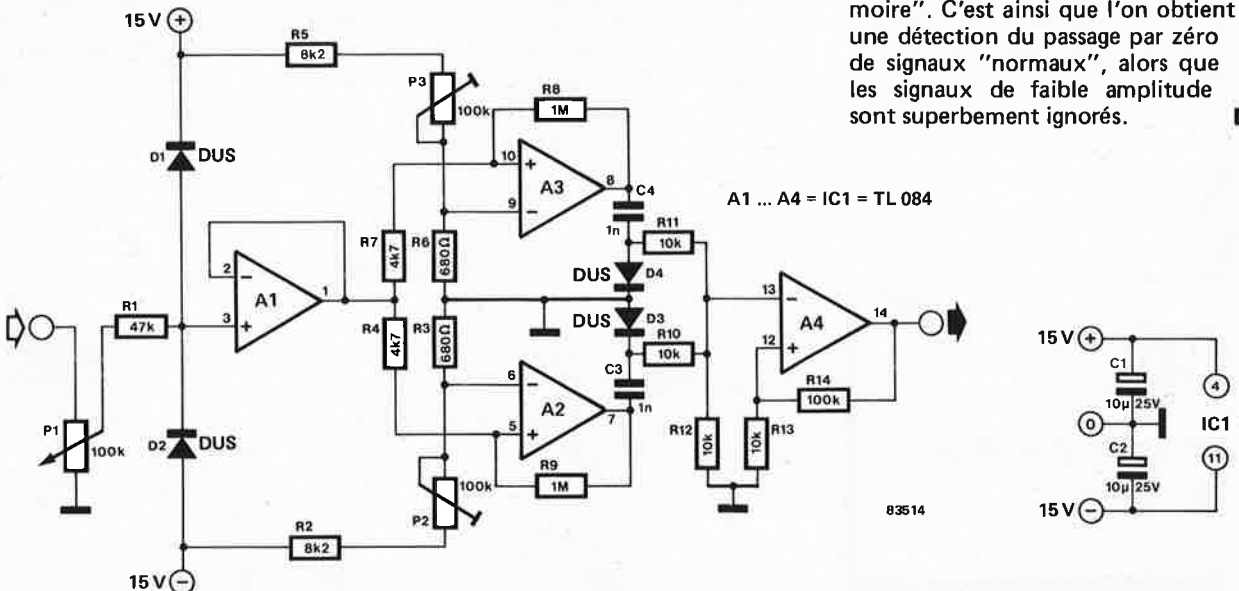 moire". C'est ainsi que l'on obtient
une détection du passage par zéro
de signaux "normaux", alors que
les signaux de faible amplitude
sont superbement ignorés.
15 V +
R5
8k2
P3
100k
R8
1M
D1 DUS
10
+
A3
8
9
−
C4
1n
A1 ... A4 = IC1 = TL 084
R7
4k7
R6
680Ω
R11
10k
DUS D4
2
−
A1
1
3
+
R1
47k
13
−
A4
14
12
+
DUS D3
R4
4k7
R3
680Ω
R10
10k
R14
100k
15 V +
C1
10µ 25V
4
0
IC1
C2
10µ 25V
11
15 V −
6
−
A2
7
5
+
C3
1n
P1
100k
D2 DUS
R12
10k
R13
10k
R9
1M
100k
P2
83514
R2
8k2
15 V −